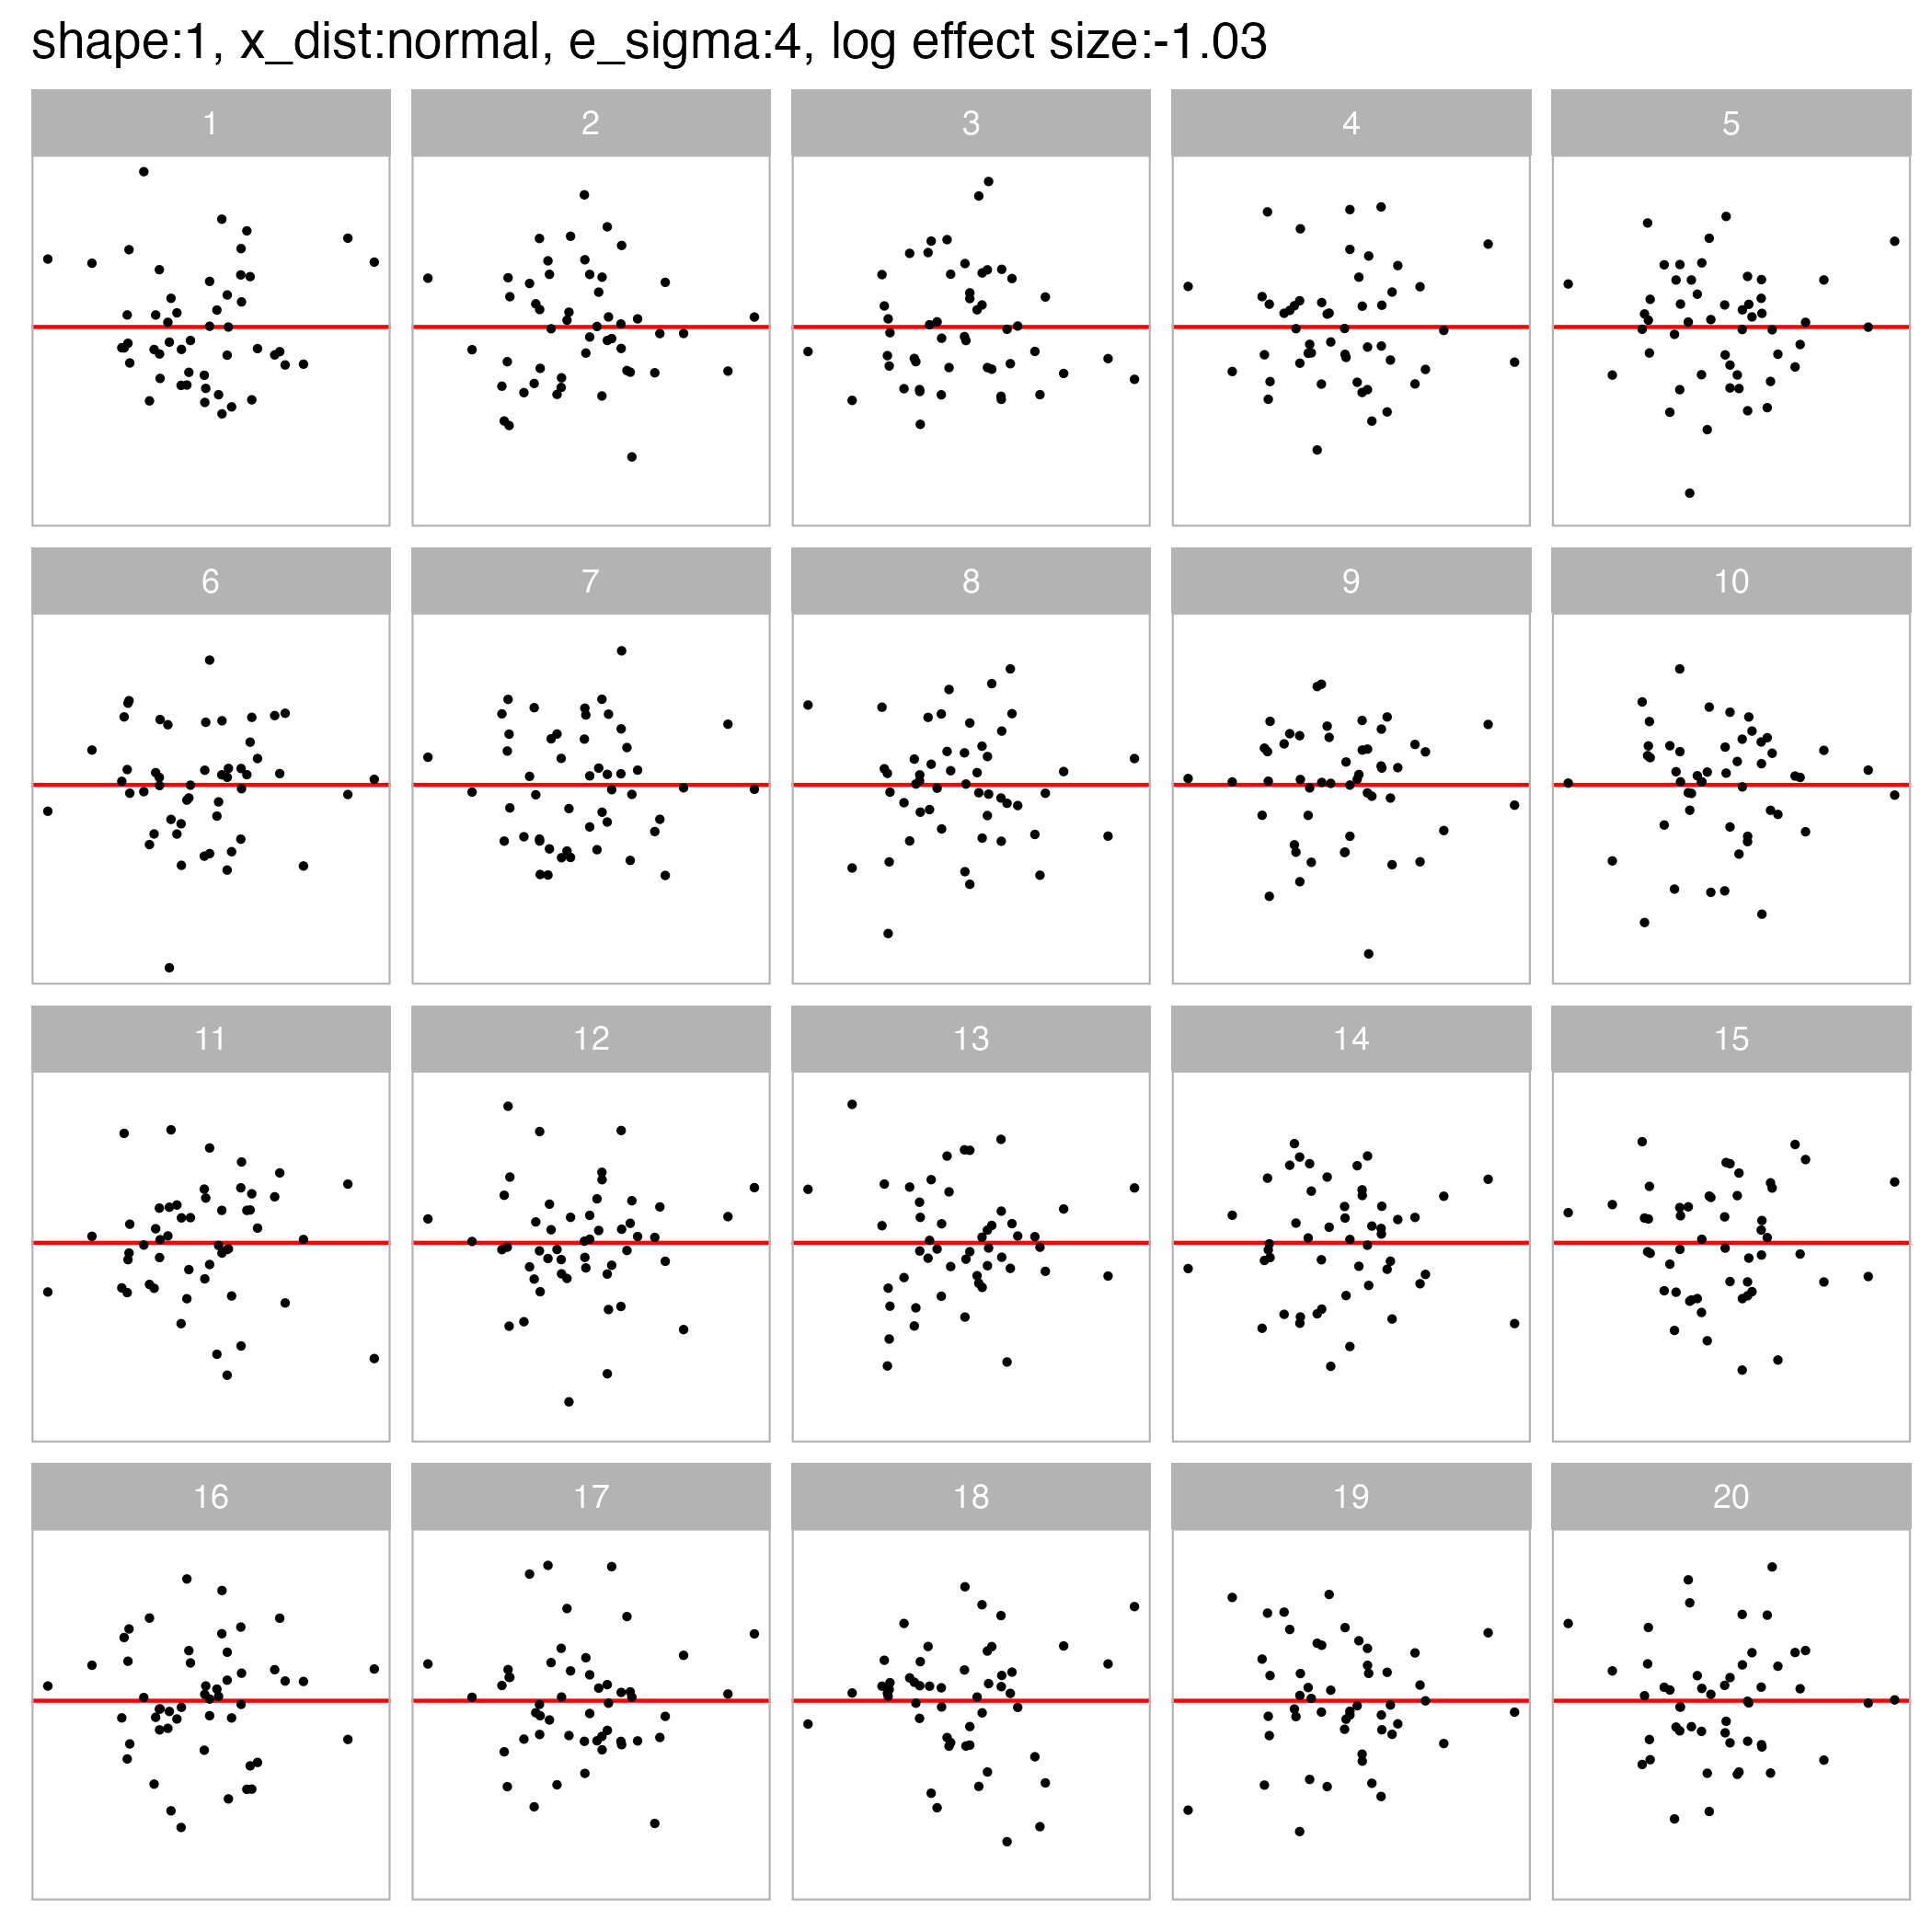 shape:1, x_dist:normal, e_sigma:4, log effect size:-1.03
1 2 3 4 5
6 7 8 9 10
11 12 13 14 15
16 17 18 19 20